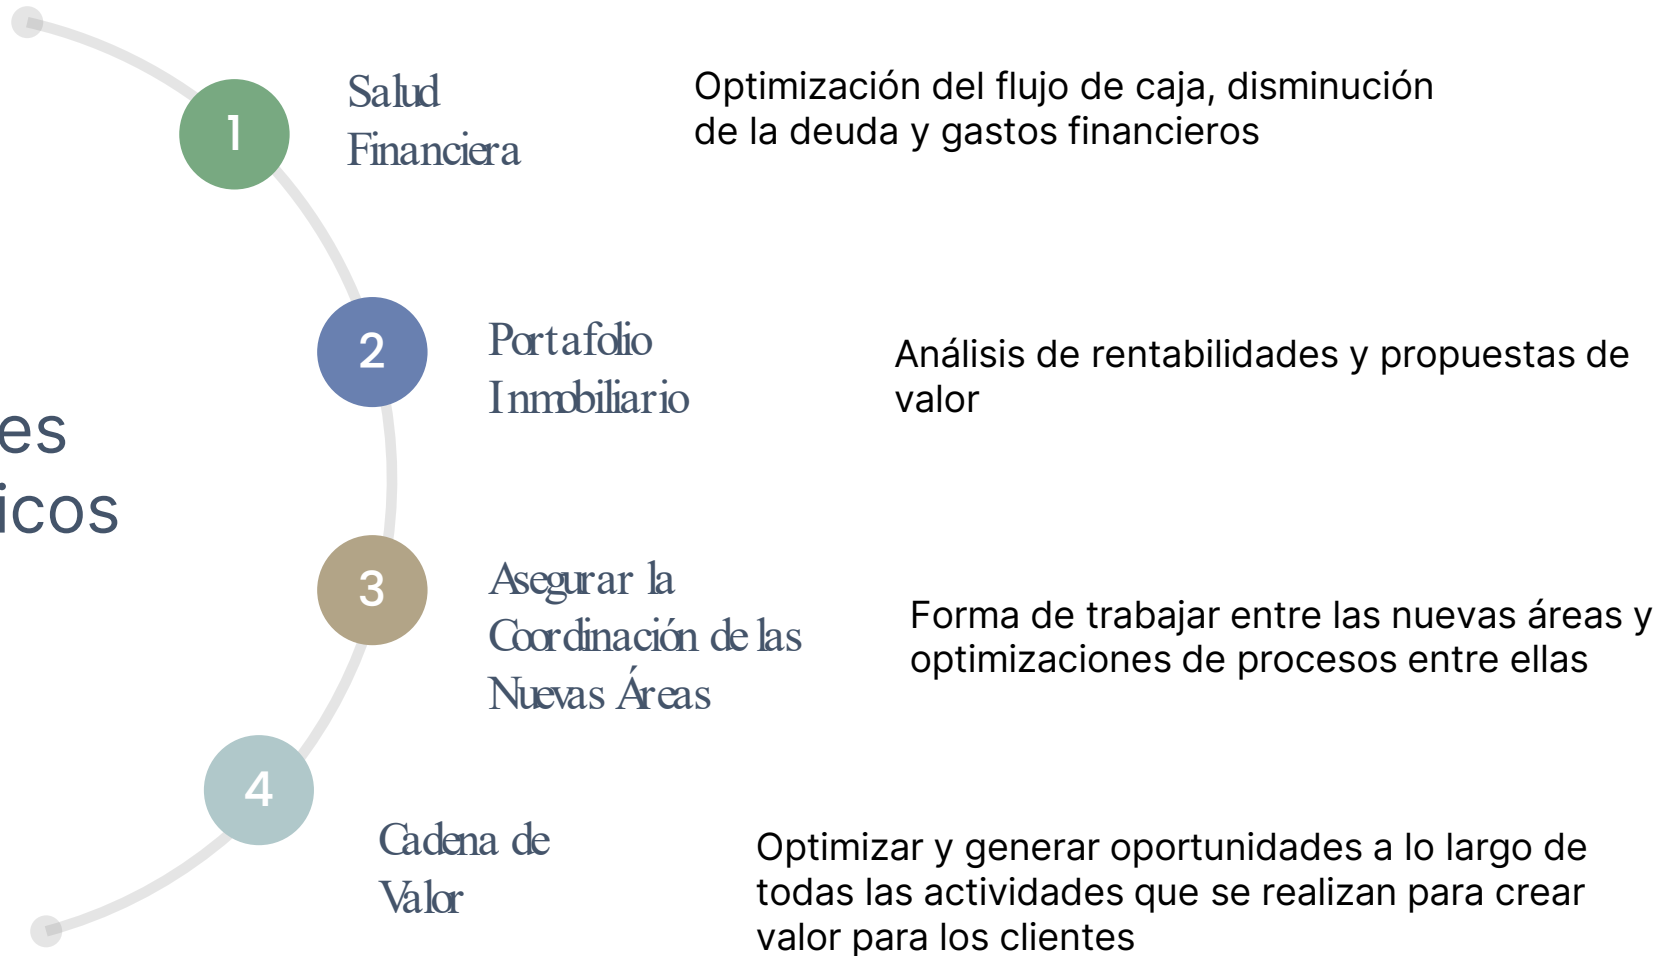 es
icos
1
Salud
Financiera
Optimización del flujo de caja, disminución
de la deuda y gastos financieros
2
Portafolio
Inmobiliario
Análisis de rentabilidades y propuestas de
valor
3
Asegurar la
Coordinación de las
Nuevas Áreas
Forma de trabajar entre las nuevas áreas y
optimizaciones de procesos entre ellas
4
Cadena de
Valor
Optimizar y generar oportunidades a lo largo de
todas las actividades que se realizan para crear
valor para los clientes